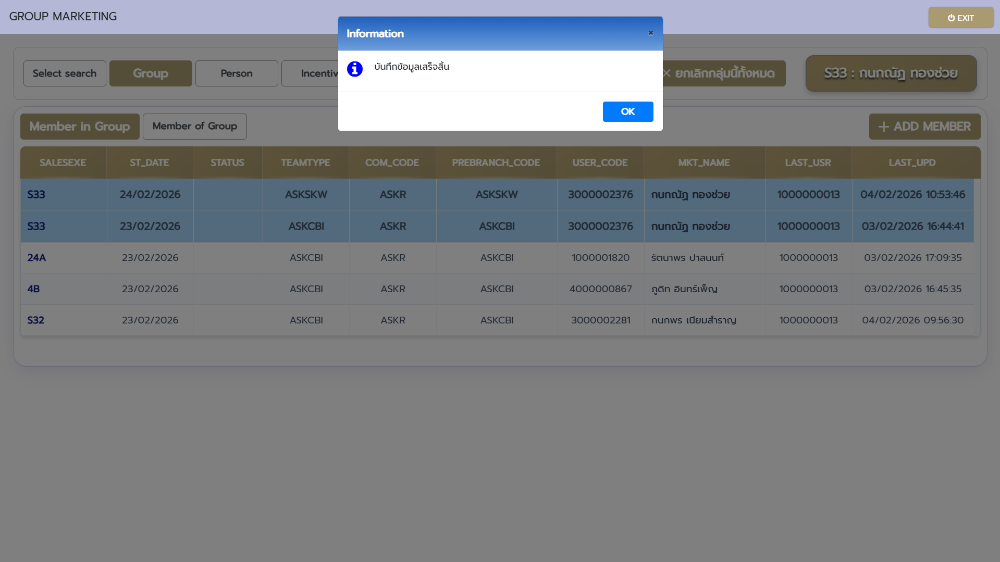 GROUP MARKETING
EXIT
Information
×
บันทึกข้อมูลเสร็จสิ้น
OK
Select search
Group
Person
Incentiv
× ยกเลิกกลุ่มนี้ทั้งหมด
S33 : กนกณัฏ ทองช่วย
Member in Group
Member of Group
+ ADD MEMBER
SALESEXE ST_DATE STATUS TEAMTYPE COM_CODE PREBRANCH_CODE USER_CODE MKT_NAME LAST_USR LAST_UPD
S33 24/02/2026 ASKSKW ASKR ASKSKW 3000002376 กนกณัฏ ทองช่วย 1000000013 04/02/2026 10:53:46
S33 23/02/2026 ASKCBI ASKR ASKCBI 3000002376 กนกณัฏ ทองช่วย 1000000013 03/02/2026 16:44:41
24A 23/02/2026 ASKCBI ASKR ASKCBI 1000001820 รัตนาพร ปาลนนท์ 1000000013 03/02/2026 17:09:35
4B 23/02/2026 ASKCBI ASKR ASKCBI 4000000867 ภูดิท อินทร์เพ็ญ 1000000013 03/02/2026 16:45:35
S32 23/02/2026 ASKCBI ASKR ASKCBI 3000002281 กนกพร เนียมสำราญ 1000000013 04/02/2026 09:56:30